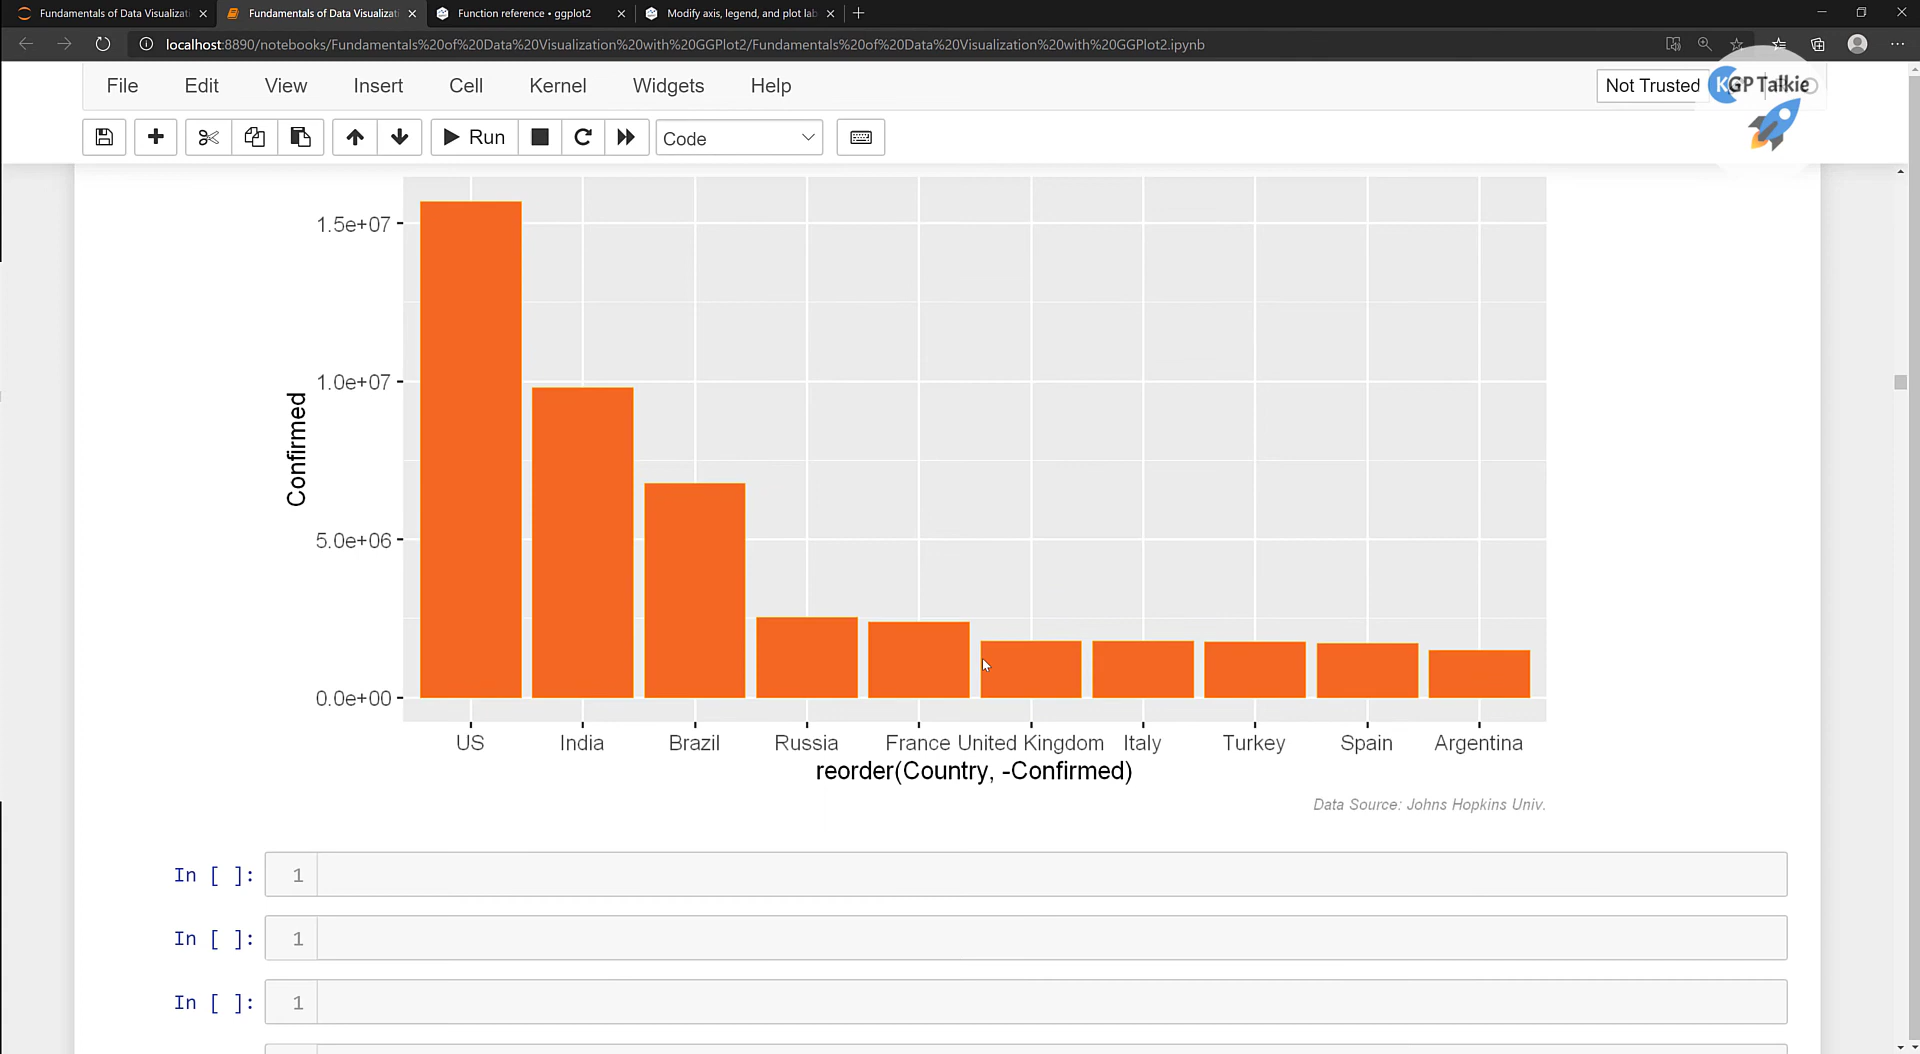 Fundamentals of Data Visualizati
Fundamentals of Data Visualizati
Function reference • ggplot2
Modify axis, legend, and plot lab
localhost:8890/notebooks/Fundamentals%20of%20Data%20Visualization%20with%20GGPlot2/Fundamentals%20of%20Data%20Visualization%20with%20GGPlot2.ipynb
File Edit View Insert Cell Kernel Widgets Help
Not Trusted
KGP Talkie
Run
Code
1.5e+07
1.0e+07
5.0e+06
0.0e+00
Confirmed
US India Brazil Russia France United Kingdom Italy Turkey Spain Argentina
reorder(Country, -Confirmed)
Data Source: Johns Hopkins Univ.
In [ ]: 1
In [ ]: 1
In [ ]: 1